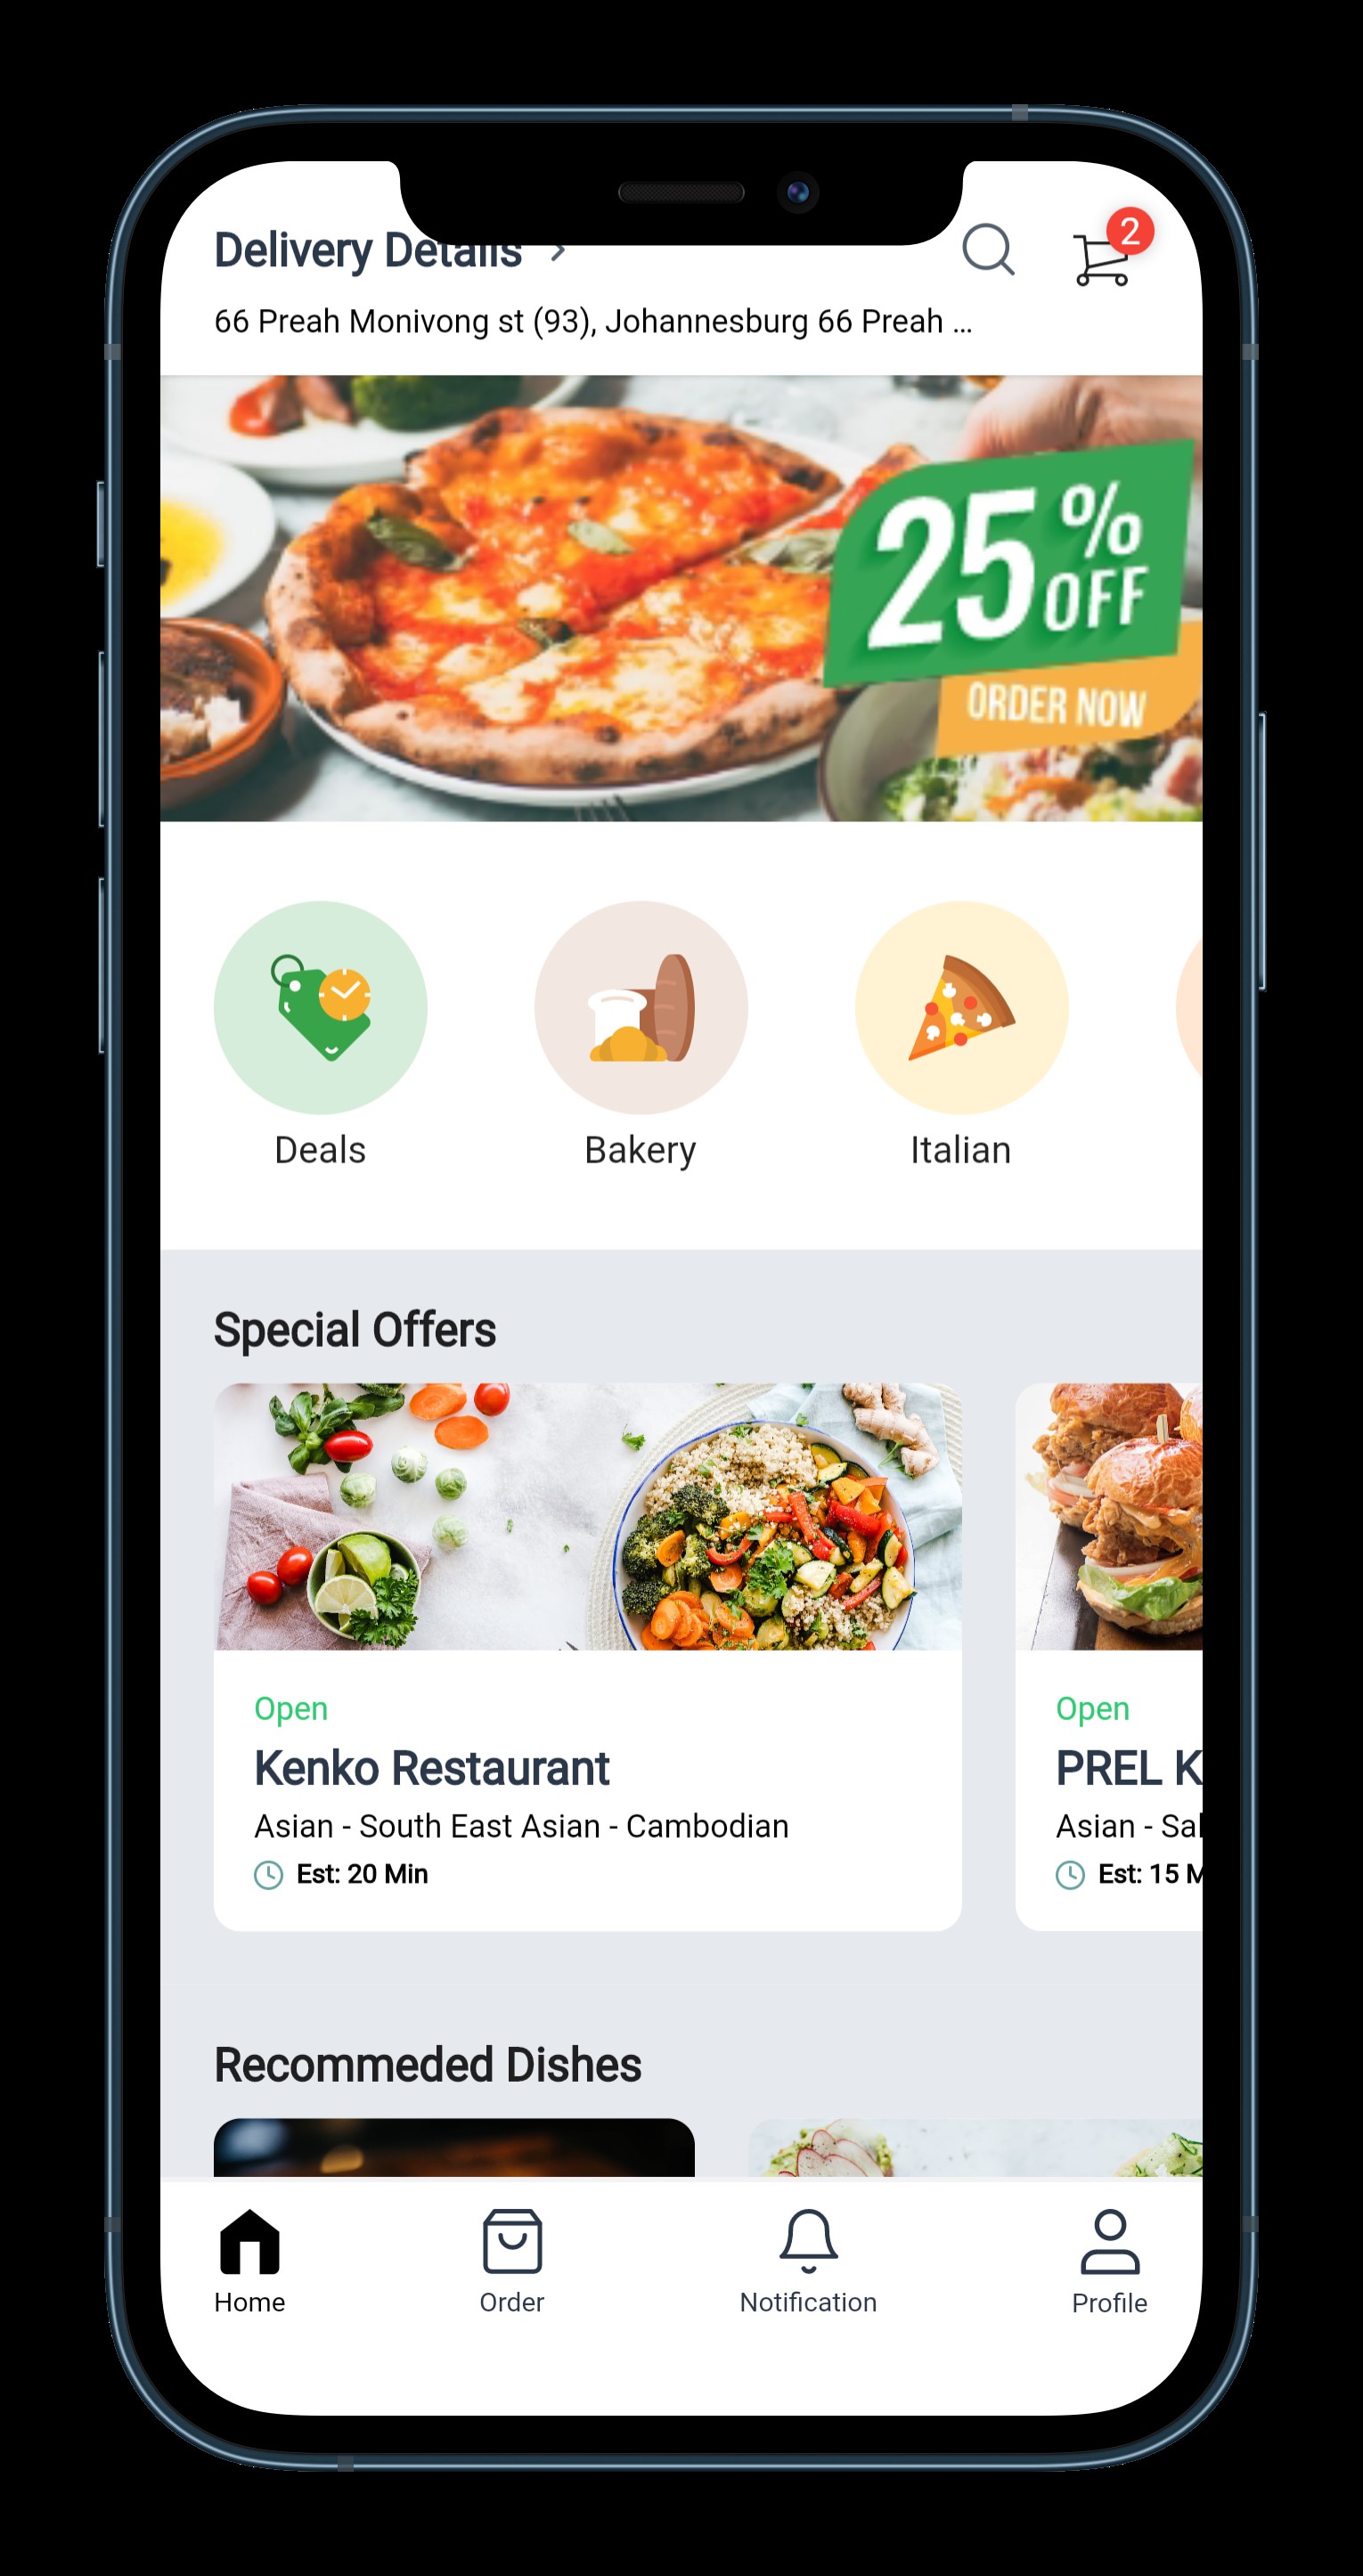 Delivery Details
2
66 Preah Monivong st (93), Johannesburg 66 Preah ...
25% OFF
ORDER NOW
Deals Bakery Italian
Special Offers
Open
Kenko Restaurant
Asian - South East Asian - Cambodian
Est: 20 Min
Open
PREL K
Asian - Sal
Est: 15 M
Recommeded Dishes
Home Order Notification Profile